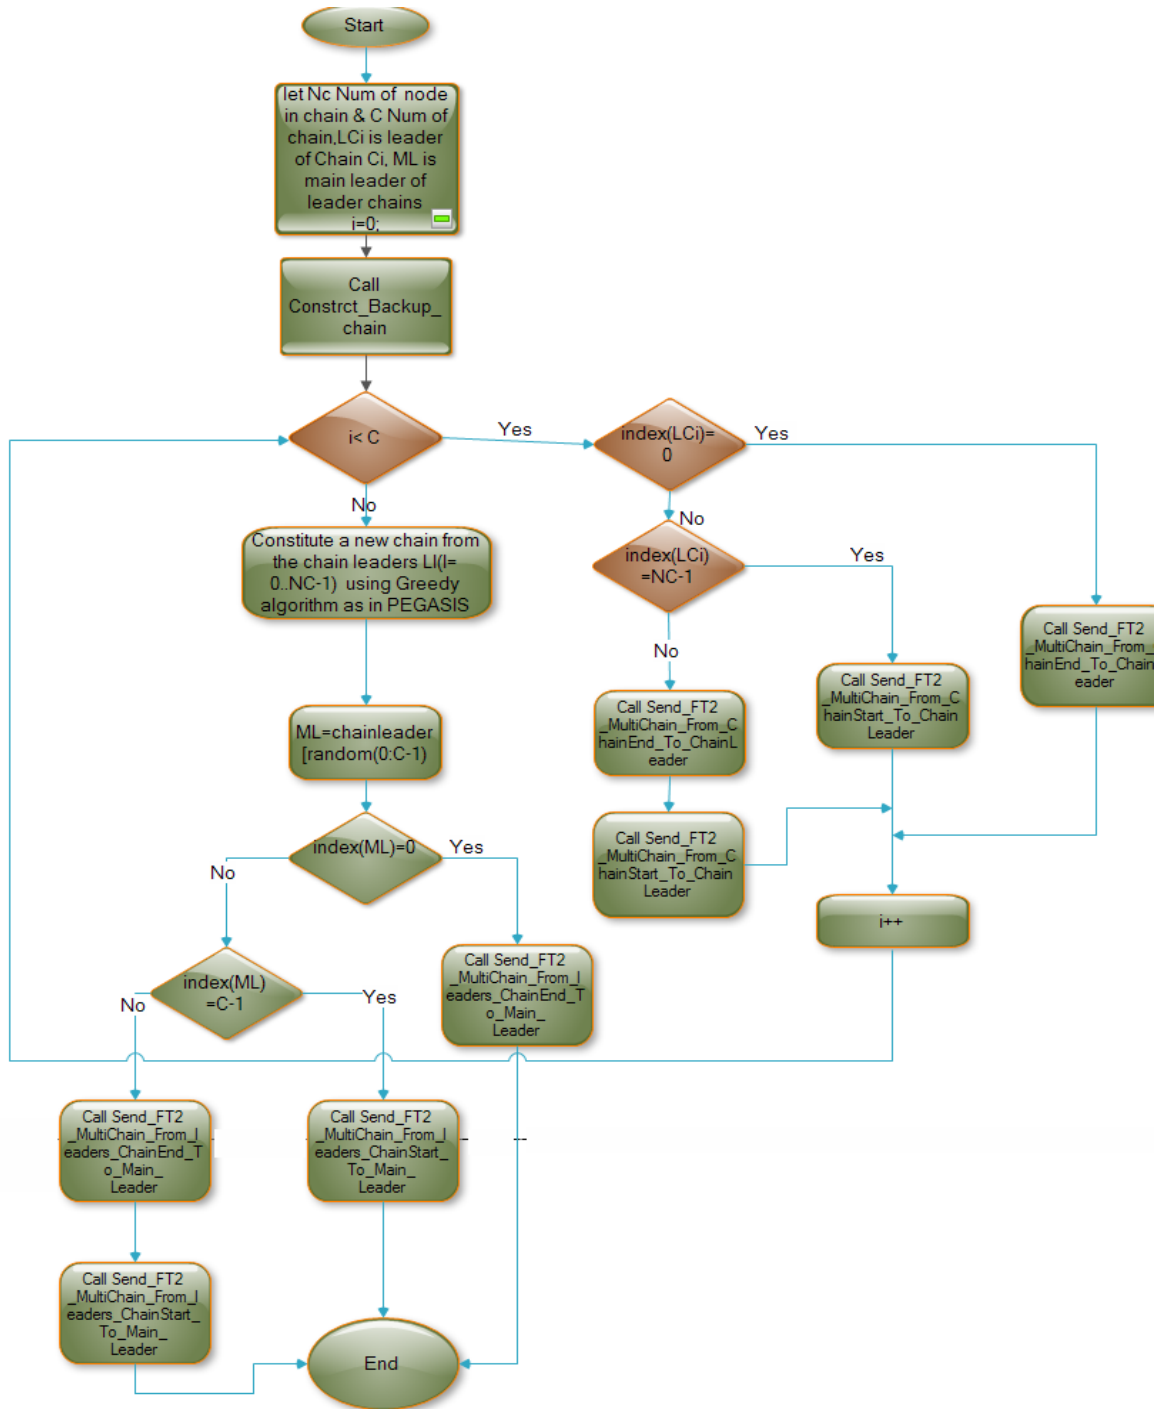 Start
let Nc Num of node
in chain & C Num of
chain,LCi is leader
of Chain Ci, ML is
main leader of
leader chains
i=0;
Call
Constrct_Backup_
chain
i< C
Yes
index(LCi)=
0
Yes
No
No
index(LCi)
=NC-1
Yes
Constitute a new chain from
the chain leaders LI(I=
0..NC-1) using Greedy
algorithm as in PEGASIS
No
Call Send_FT2
_MultiChain_From_
hainEnd_To_Chain
eader
Call Send_FT2
_MultiChain_From_C
hainStart_To_Chain
Leader
Call Send_FT2
_MultiChain_From_C
hainEnd_To_ChainL
eader
ML=chainleader
[random(0:C-1)
Call Send_FT2
_MultiChain_From_C
hainStart_To_Chain
Leader
index(ML)=0
Yes
No
i++
Call Send_FT2
_MultiChain_From_l
eaders_ChainEnd_T
o_Main_
Leader
index(ML)
=C-1
No
Yes
Call Send_FT2
_MultiChain_From_l
eaders_ChainEnd_T
o_Main_
Leader
Call Send_FT2
_MultiChain_From_l
eaders_ChainStart_
To_Main_
Leader
Call Send_FT2
_MultiChain_From_l
eaders_ChainStart_
To_Main_
Leader
End